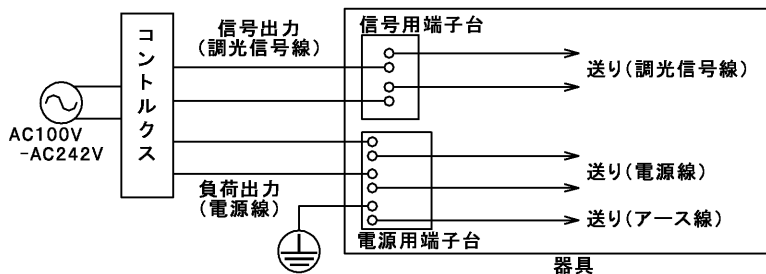 コントルクス
AC100V
-AC242V
信号出力
(調光信号線)
負荷出力
(電源線)
信号用端子台
送り(調光信号線)
送り(電源線)
送り(アース線)
電源用端子台
器具